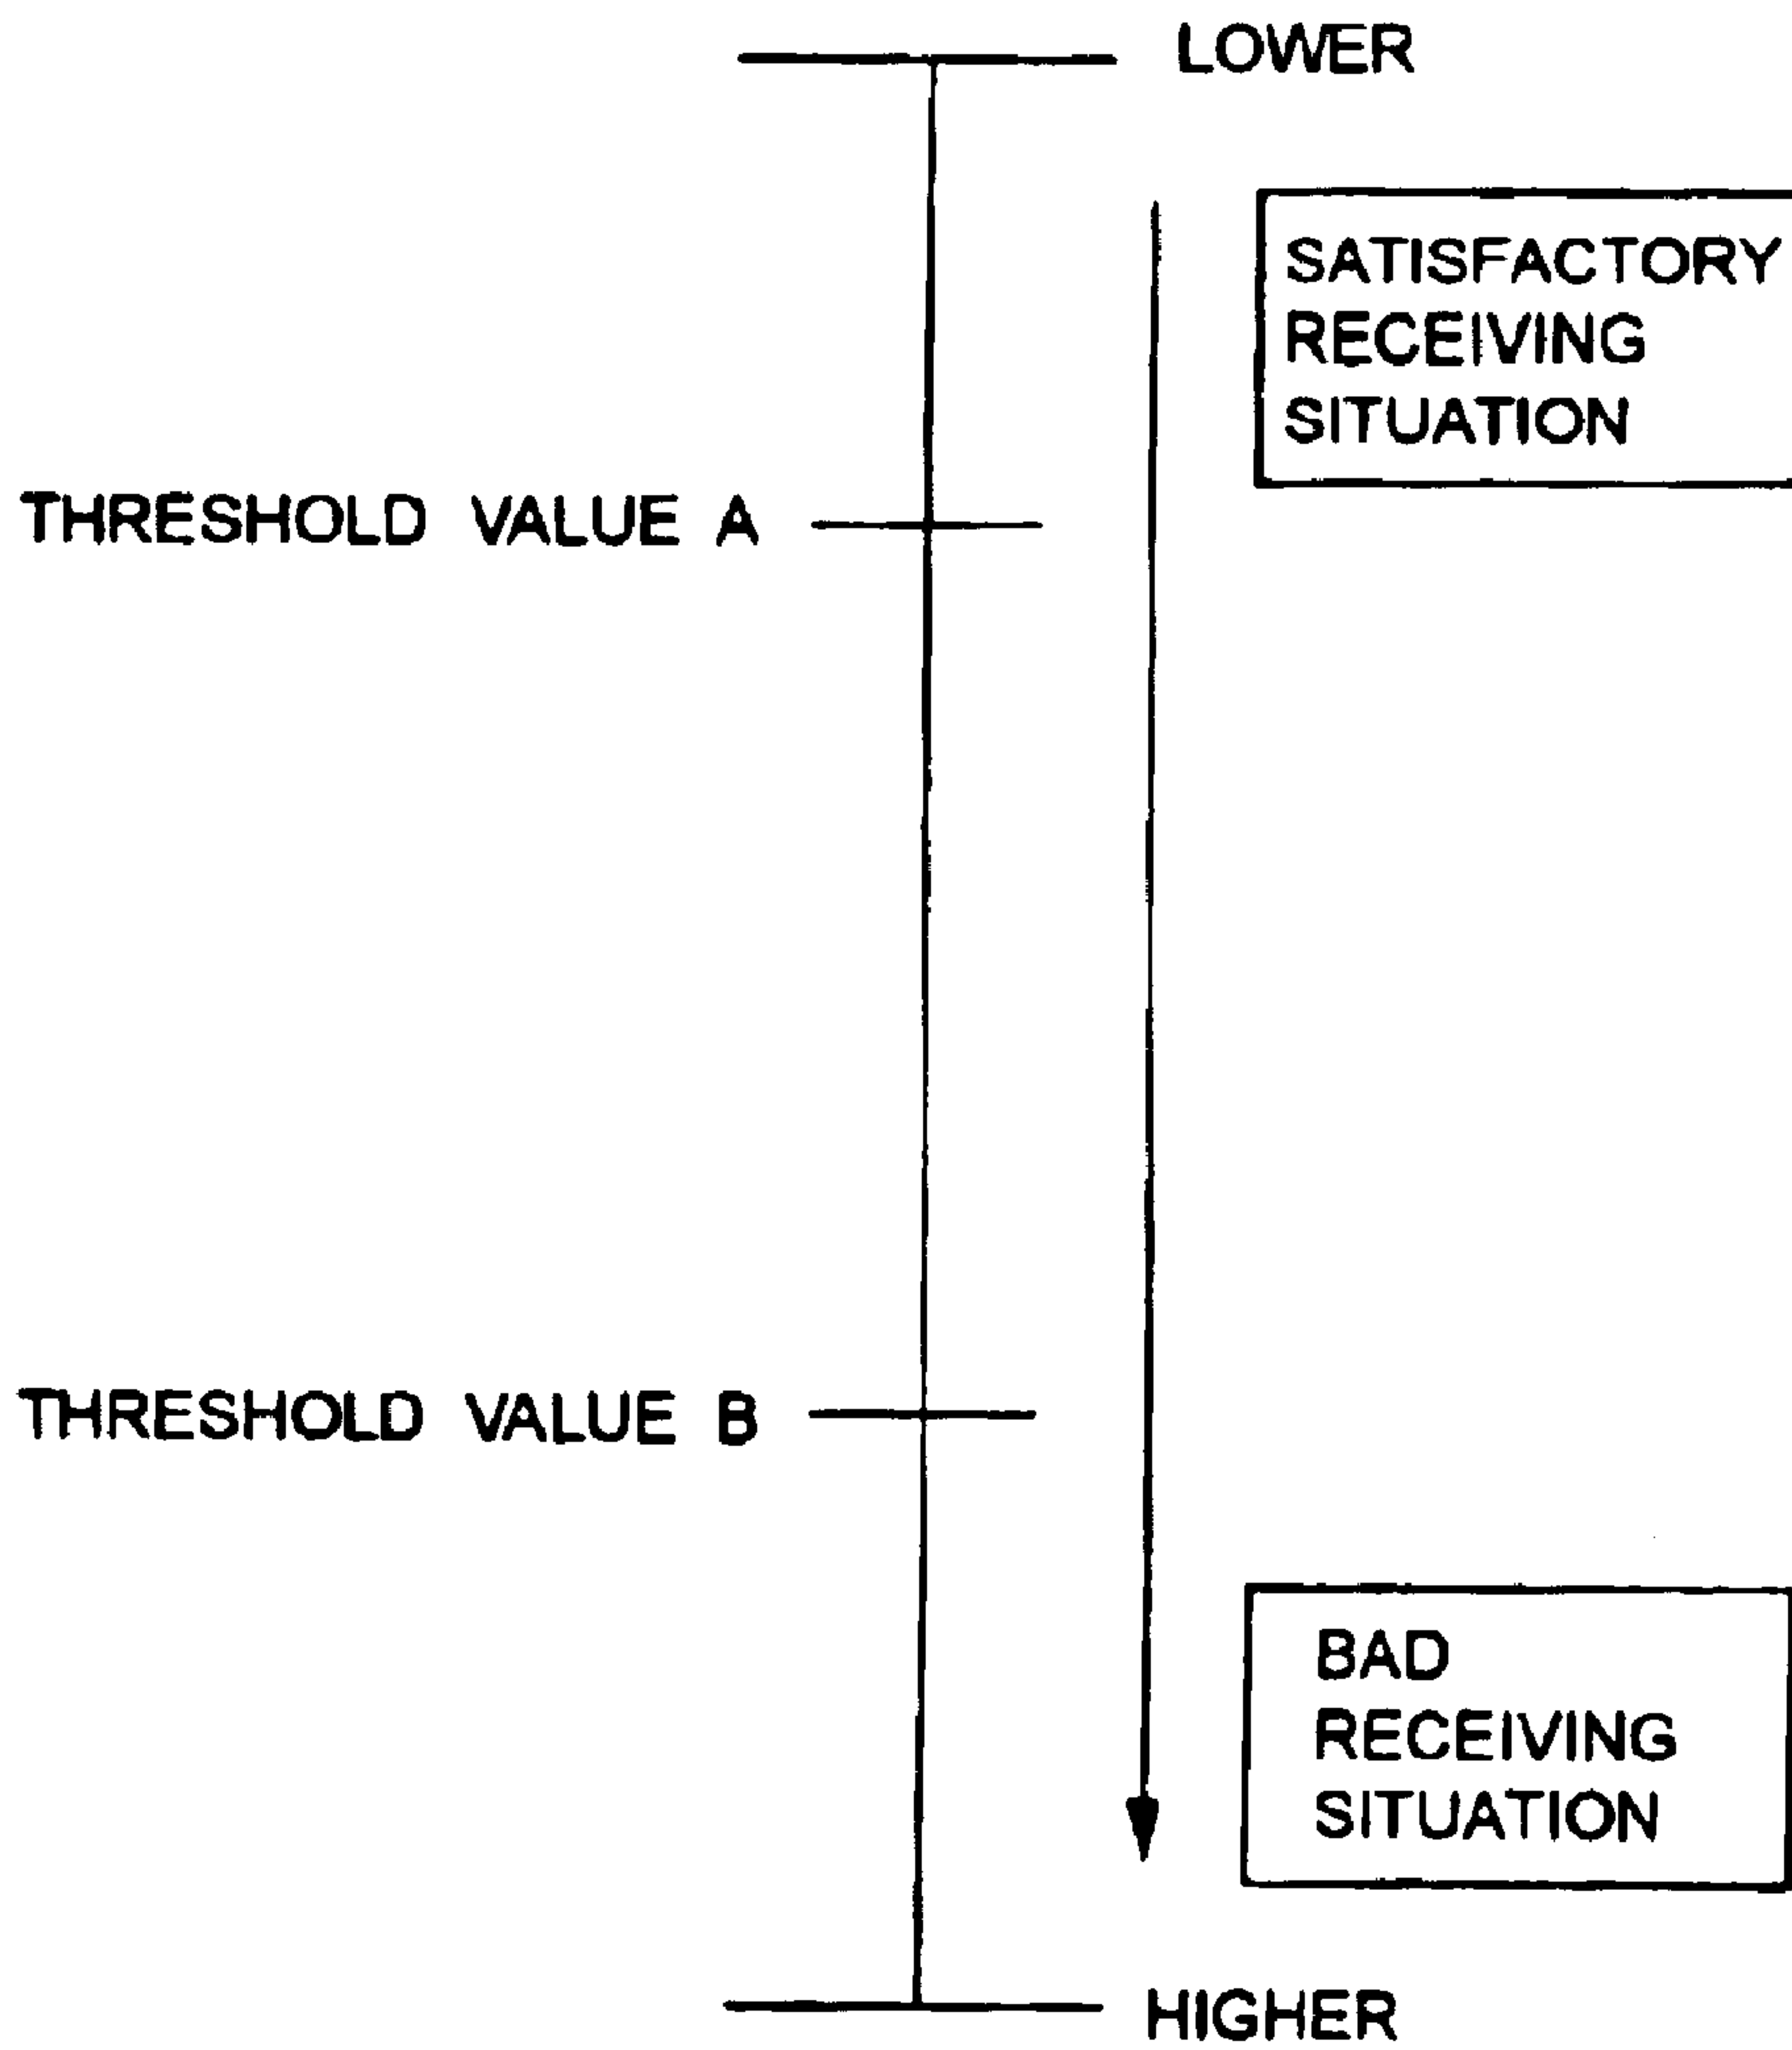 LOWER
SATISFACTORY
RECEIVING
SITUATION
THRESHOLD VALUE A
THRESHOLD VALUE B
BAD
RECEIVING
SITUATION
HIGHER